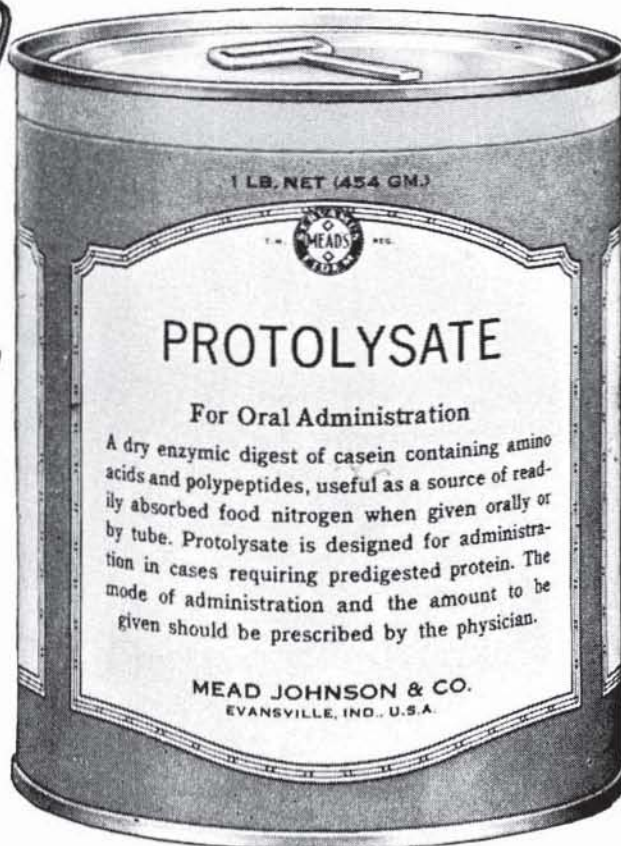 1 LB. NET (454 GM.)
T.M. MEADS REG.
PROTOLYSATE
For Oral Administration
A dry enzymic digest of casein containing amino
acids and polypeptides, useful as a source of read-
ily absorbed food nitrogen when given orally or
by tube. Protolysate is designed for administra-
tion in cases requiring predigested protein. The
mode of administration and the amount to be
given should be prescribed by the physician.
MEAD JOHNSON & CO.
EVANSVILLE, IND., U.S.A.